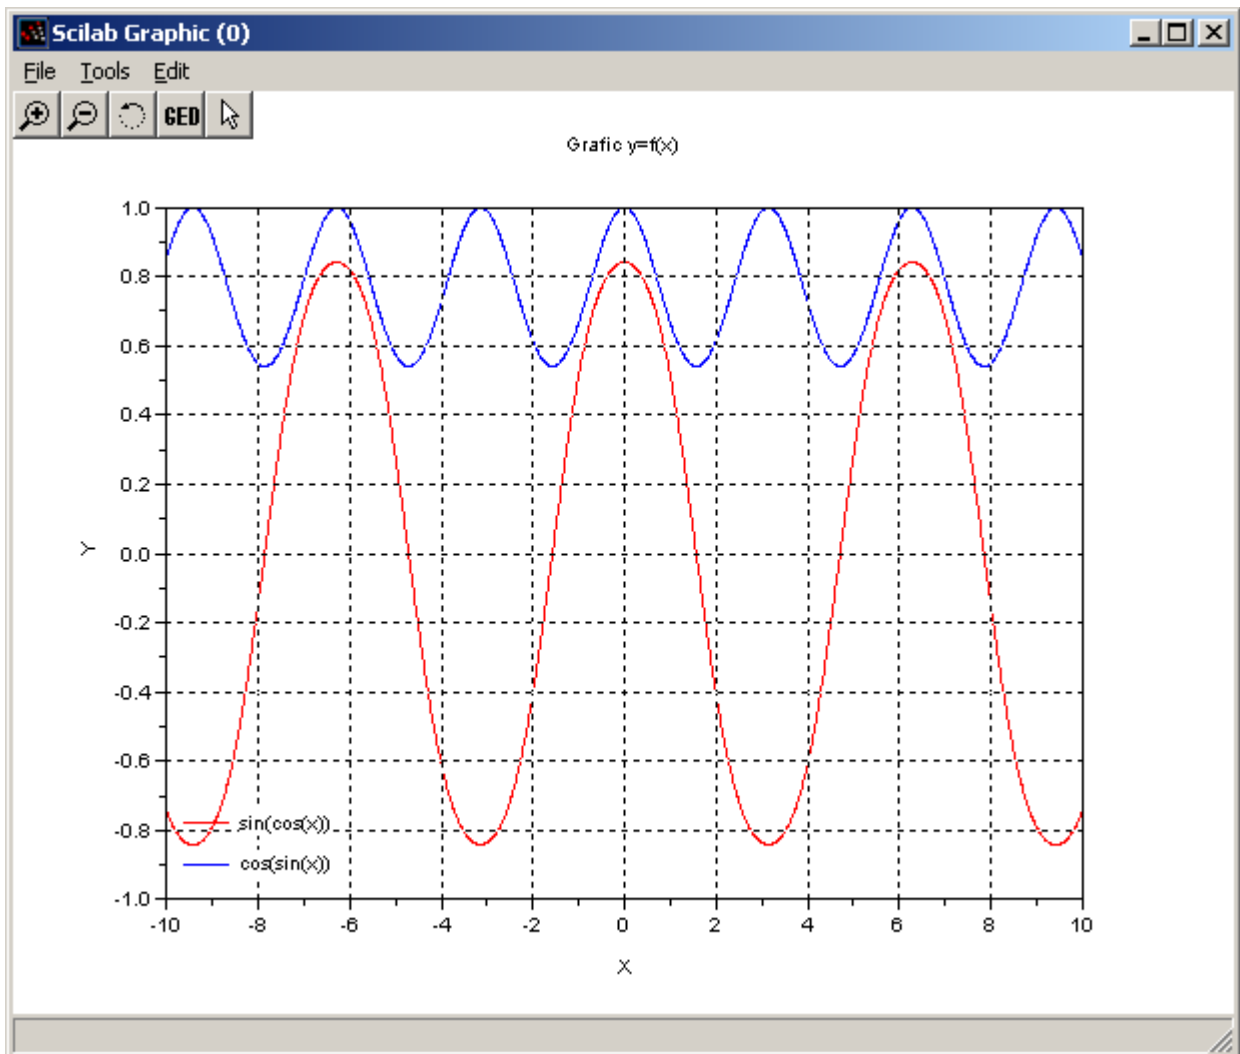 Scilab Graphic (0)
File Tools Edit
GED
Grafic y=f(x)
1.0
0.8
0.6
0.4
0.2
0.0
-0.2
-0.4
-0.6
-0.8
-1.0
Y
sin(cos(x))
cos(sin(x))
-10 -8 -6 -4 -2 0 2 4 6 8 10
X